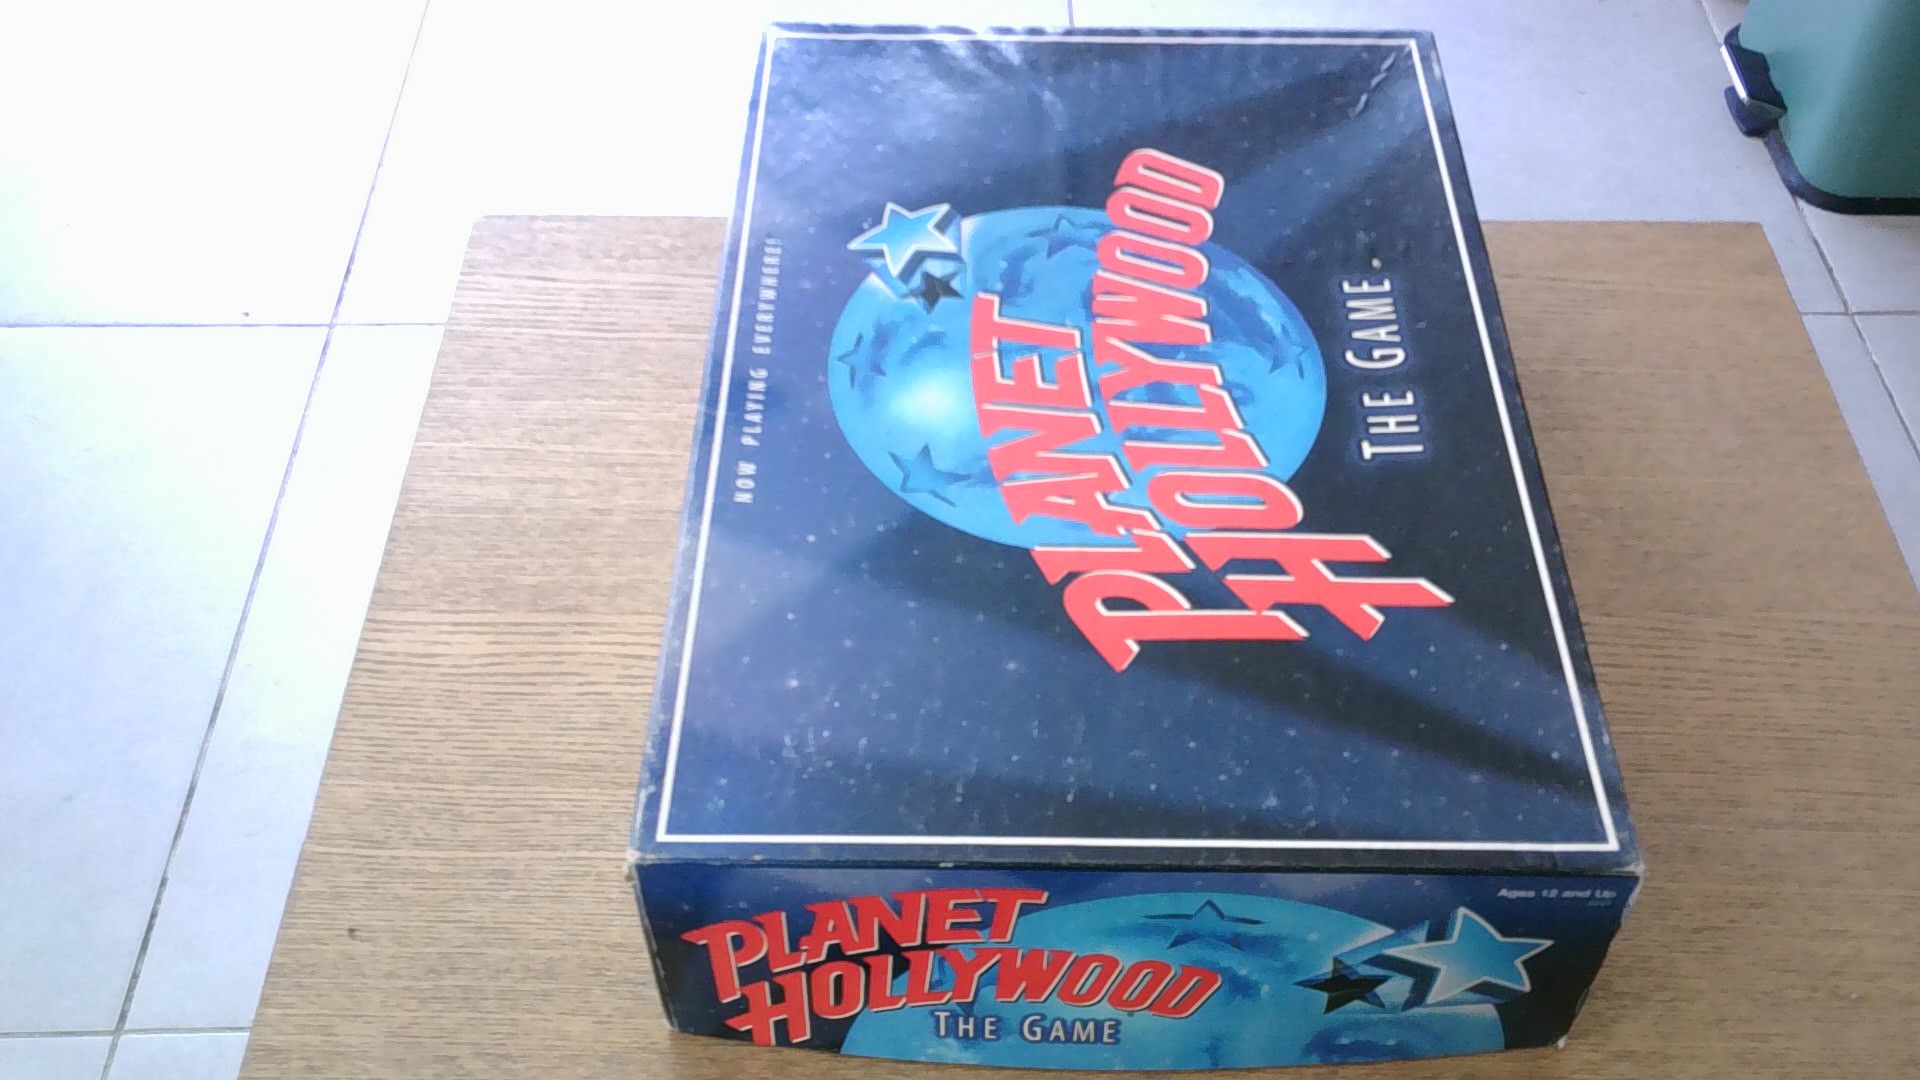 NOW PLAYING EVERYWHERE!
PLANET
HOLLYWOOD
THE GAME
PLANET
HOLLYWOOD
THE GAME
Ages 12 and Up